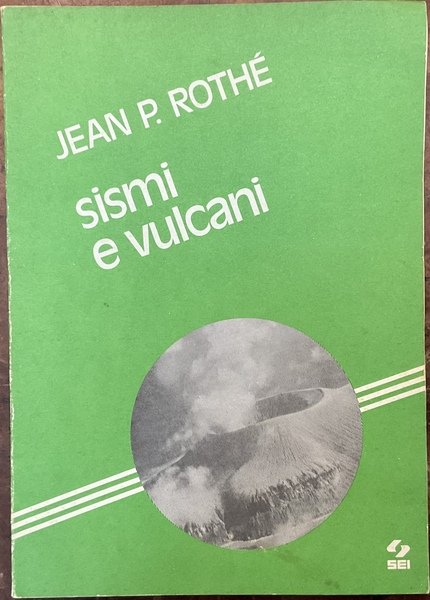 JEAN P. ROTHÉ
sismi
e vulcani
SEI